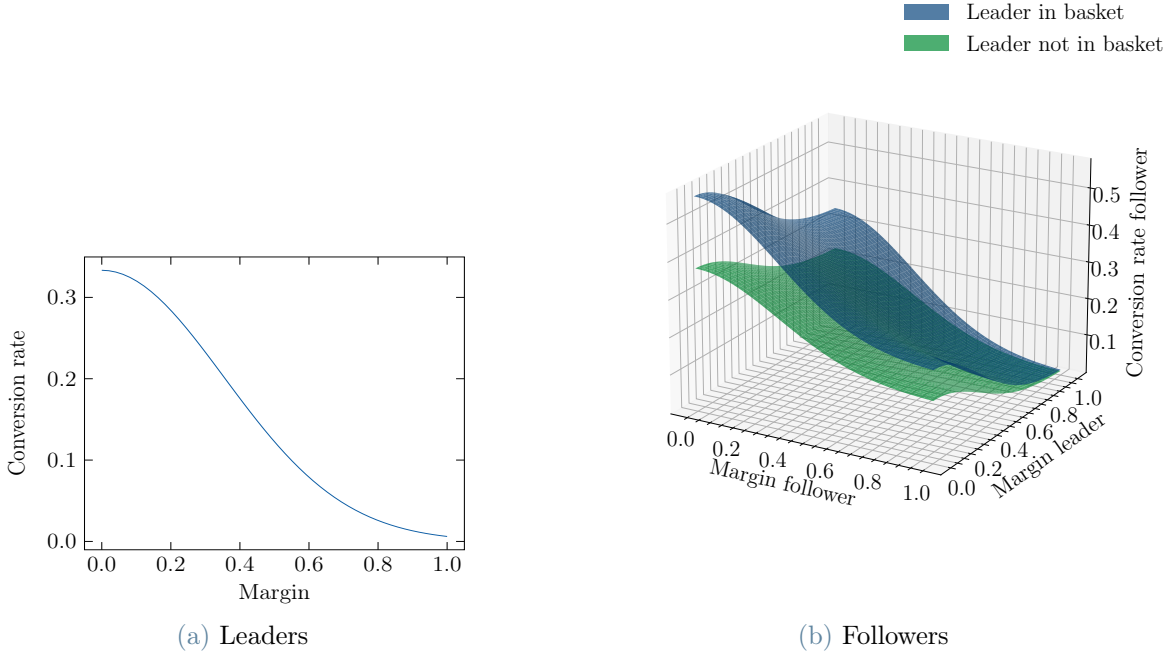 Leader in basket
Leader not in basket
0.3
0.2
0.1
0.0
Conversion rate
0.0 0.2 0.4 0.6 0.8 1.0
Margin
(a) Leaders
0.5
0.4
0.3
0.2
0.1
Conversion rate follower
0.0 0.2 0.4 0.6 0.8 1.0
Margin follower
0.0 0.2 0.4 0.6 0.8 1.0
Margin leader
(b) Followers